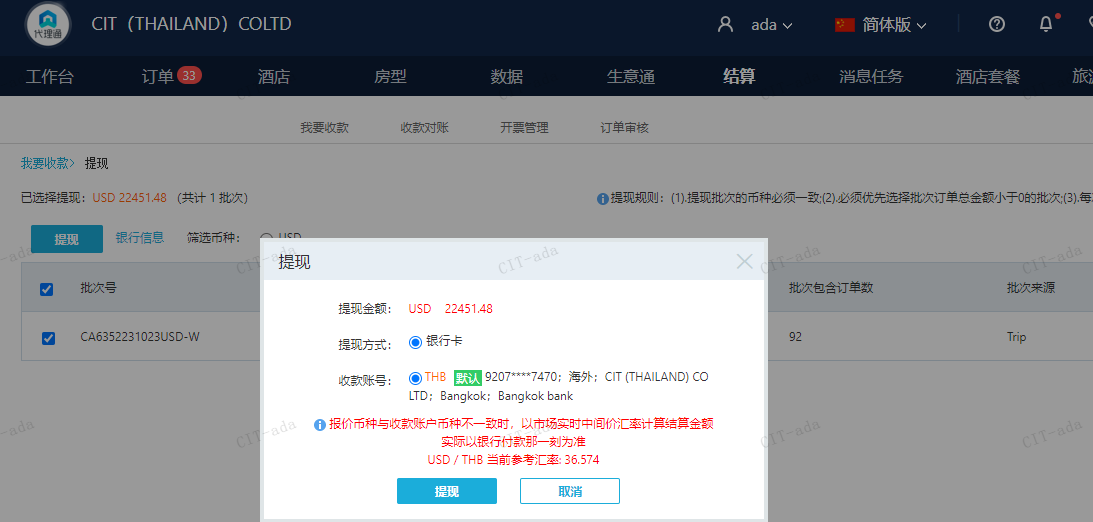 代理通
CIT（THAILAND）COLTD
ada
简体版
工作台
订单 33
酒店
房型
数据
生意通
结算
消息任务
酒店套餐
我要收款
收款对账
开票管理
订单审核
我要收款> 提现
已选择提现：USD 22451.48 （共计 1 批次）
提现规则：(1).提现批次的币种必须一致;(2).必须优先选择批次订单总金额小于0的批次;(3).每
提现
银行信息
筛选币种：
USD
批次号
批次包含订单数
批次来源
CA6352231023USD-W
92
Trip
提现
提现金额： USD 22451.48
提现方式： 银行卡
收款账号： THB 默认 9207****7470；海外；CIT (THAILAND) CO
LTD；Bangkok；Bangkok bank
报价币种与收款账户币种不一致时，以市场实时中间价汇率计算结算金额
实际以银行付款那一刻为准
USD / THB 当前参考汇率: 36.574
提现
取消
CIT-ada
CIT-ada
CIT-ada
CIT-ada
CIT-ada